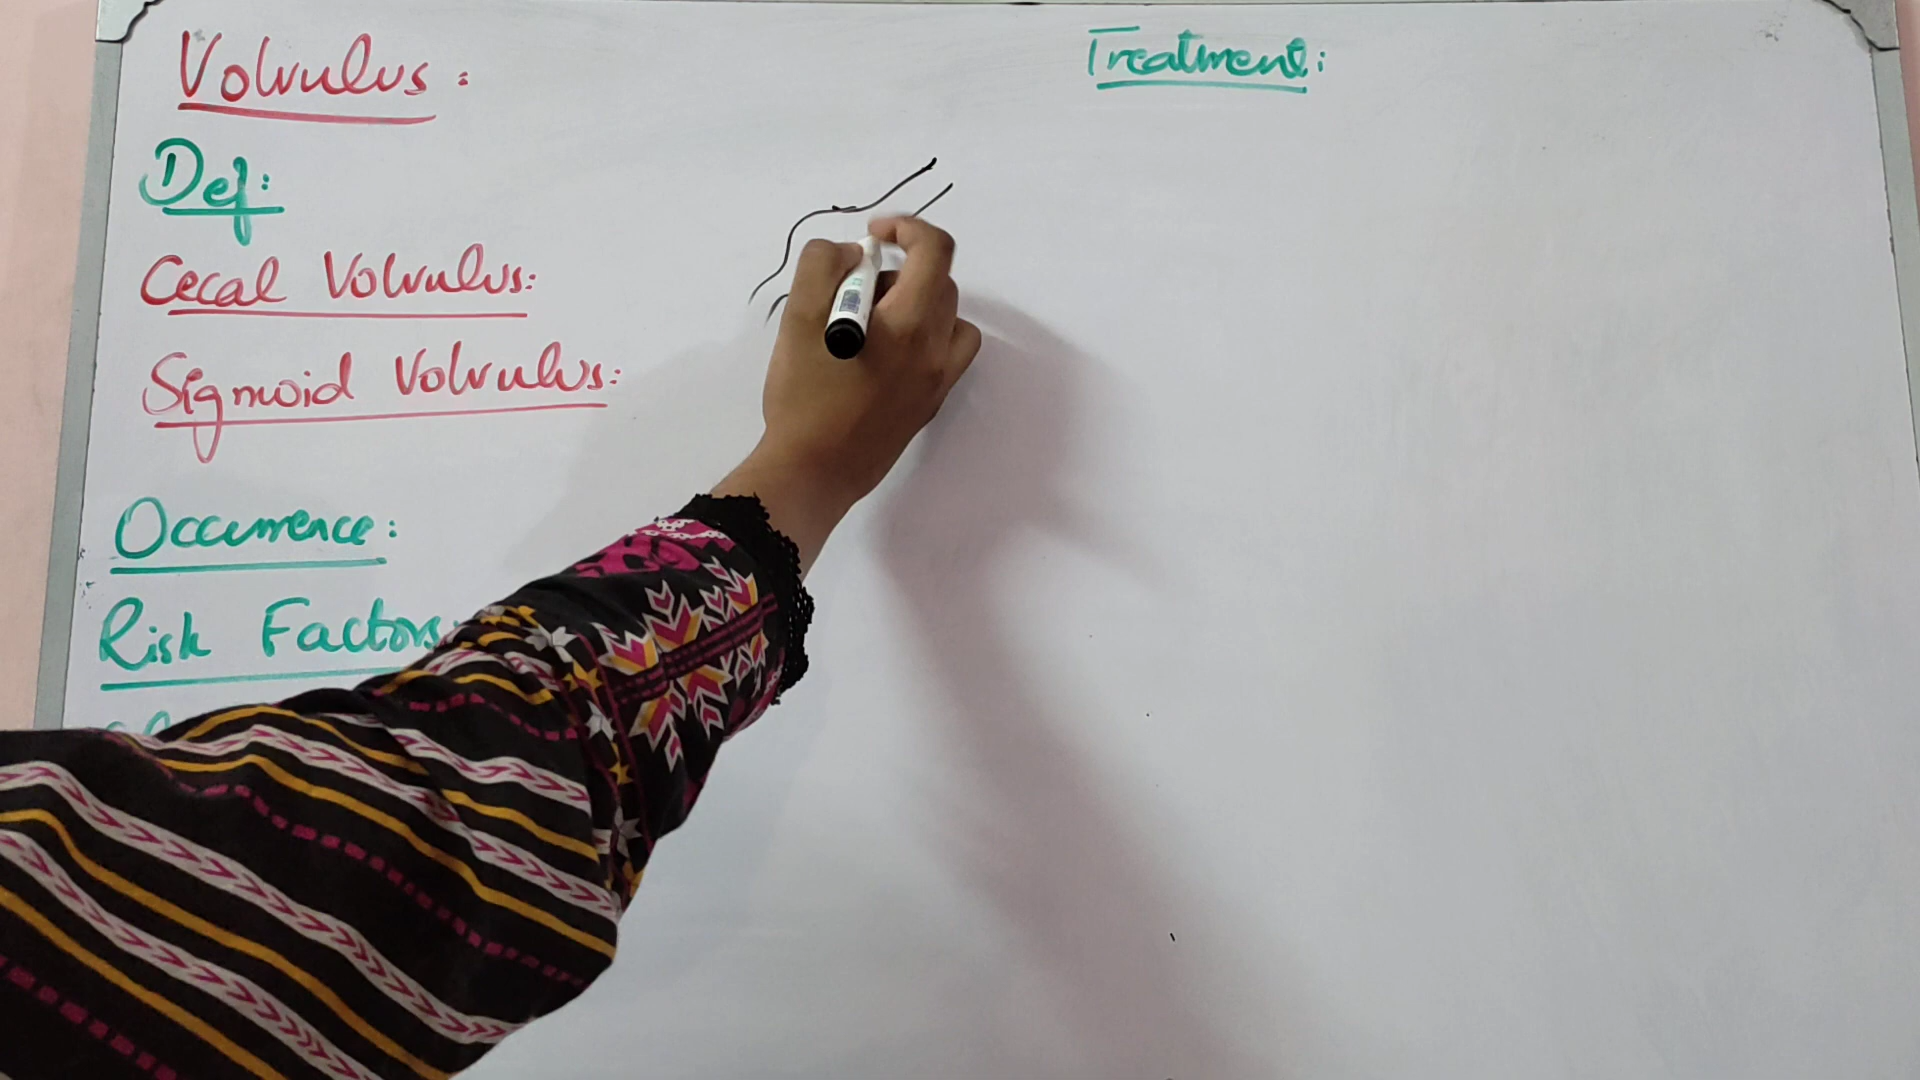 Volvulus:
Def:
Cecal Volvulus:
Sigmoid Volvulus:
Occurrence:
Risk Factors:
Treatment: